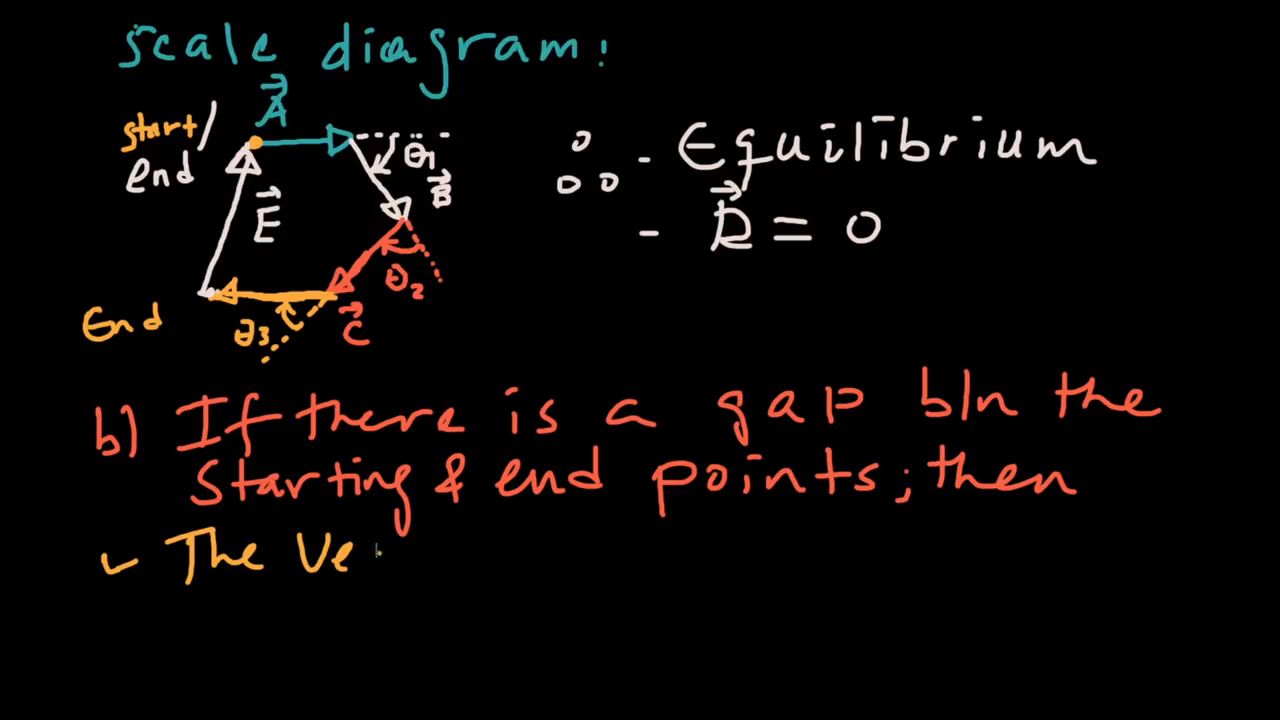 scale diagram:
A
start/
end
θ1
B
E
θ2
End
θ3
C
∴ - Equilibrium
- R = 0
b) If there is a gap b/n the
starting & end points; then
✓ The Ve